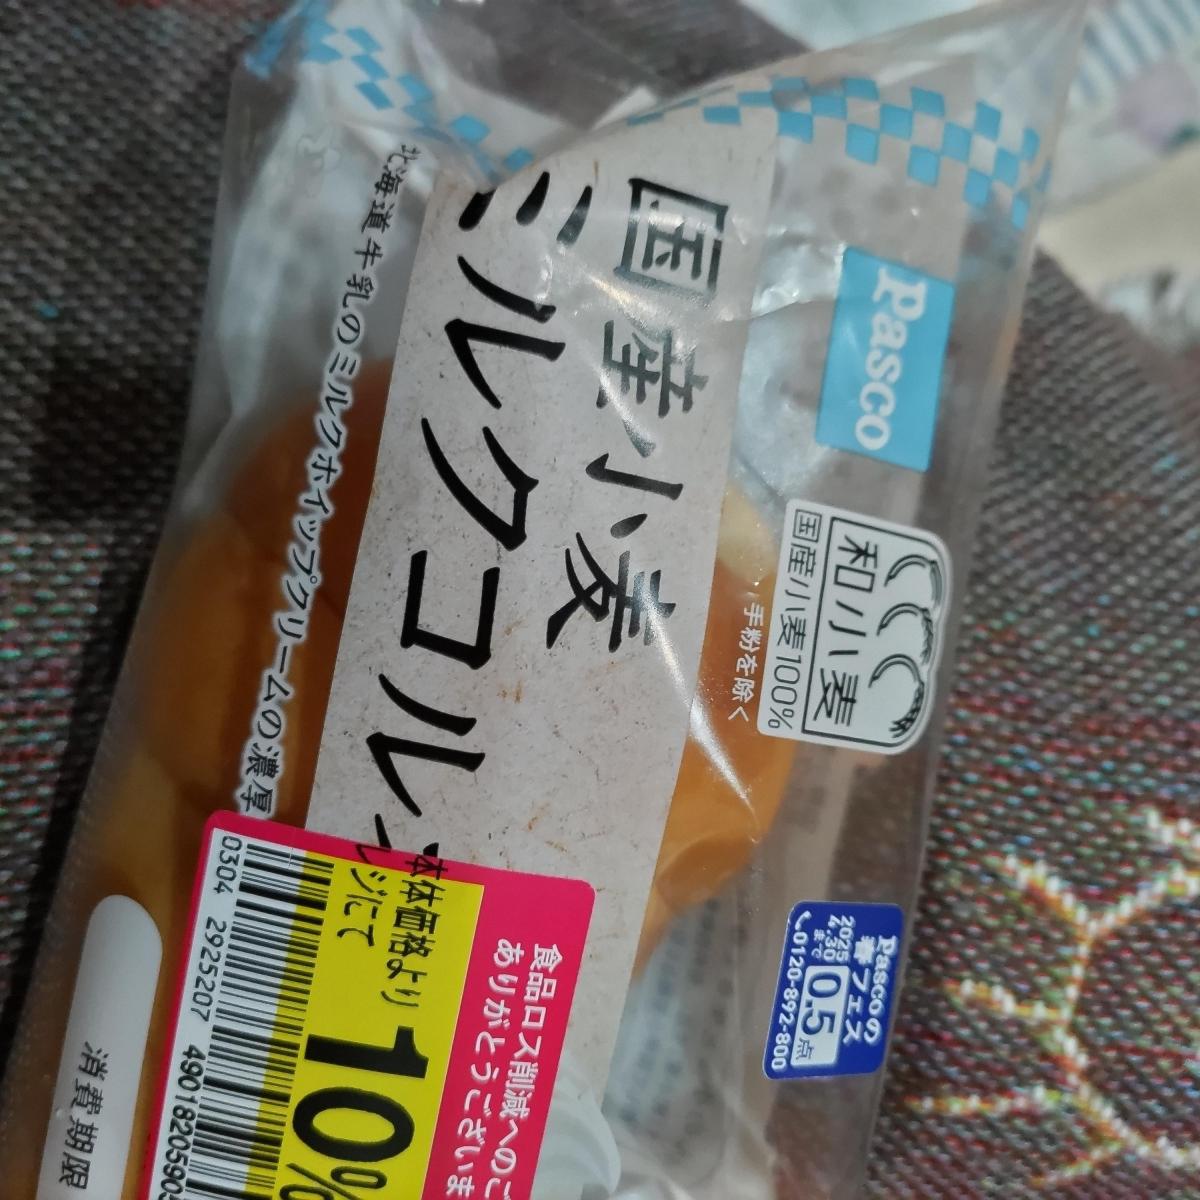 Pasco
和小麦
国産小麦100%
手粉を除く
国産小麦
ミルクコル
北海道牛乳のミルクホイップクリームの濃厚
Pascoの
春フェス
2025
4.30まで
0.5点
0120-892-800
食品ロス削減へのご
ありがとうございま
本体価格より
レジにて
10%
0304 2925207
消費期限